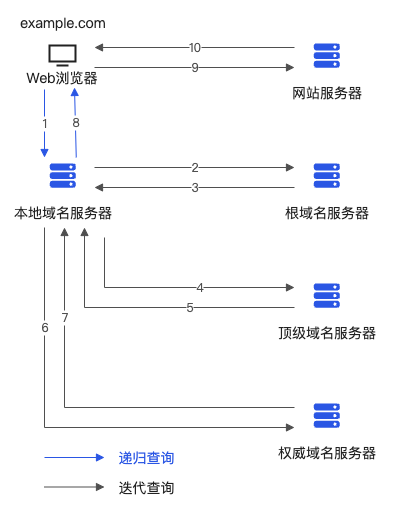 example.com
10
Web浏览器
9
网站服务器
1
8
2
3
本地域名服务器
根域名服务器
4
5
7
6
顶级域名服务器
权威域名服务器
递归查询
迭代查询